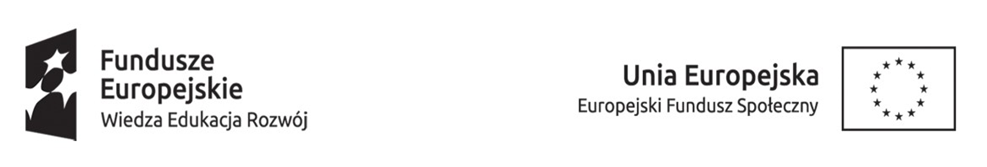 Fundusze
Europejskie
Wiedza Edukacja Rozwój
Unia Europejska
Europejski Fundusz Społeczny